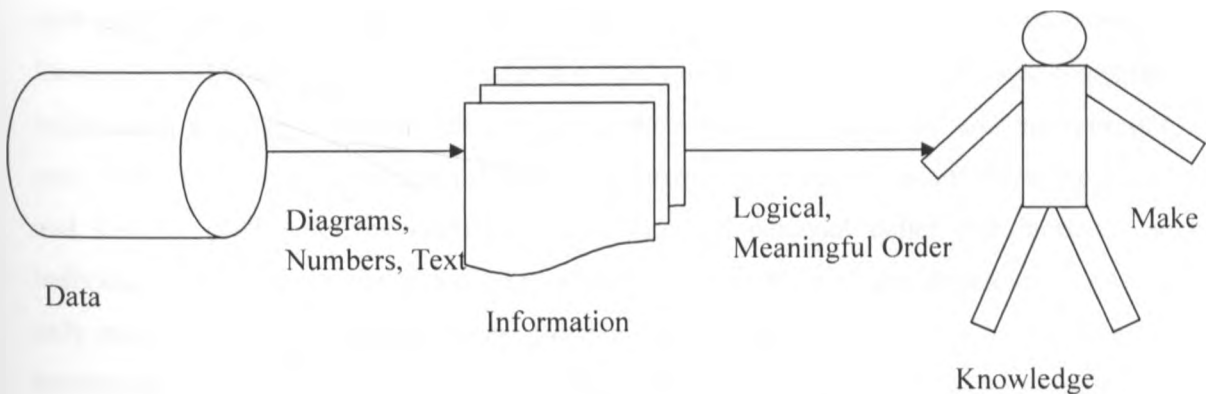 Diagrams,
Numbers, Text
Data
Information
Logical,
Meaningful Order
Make
Knowledge